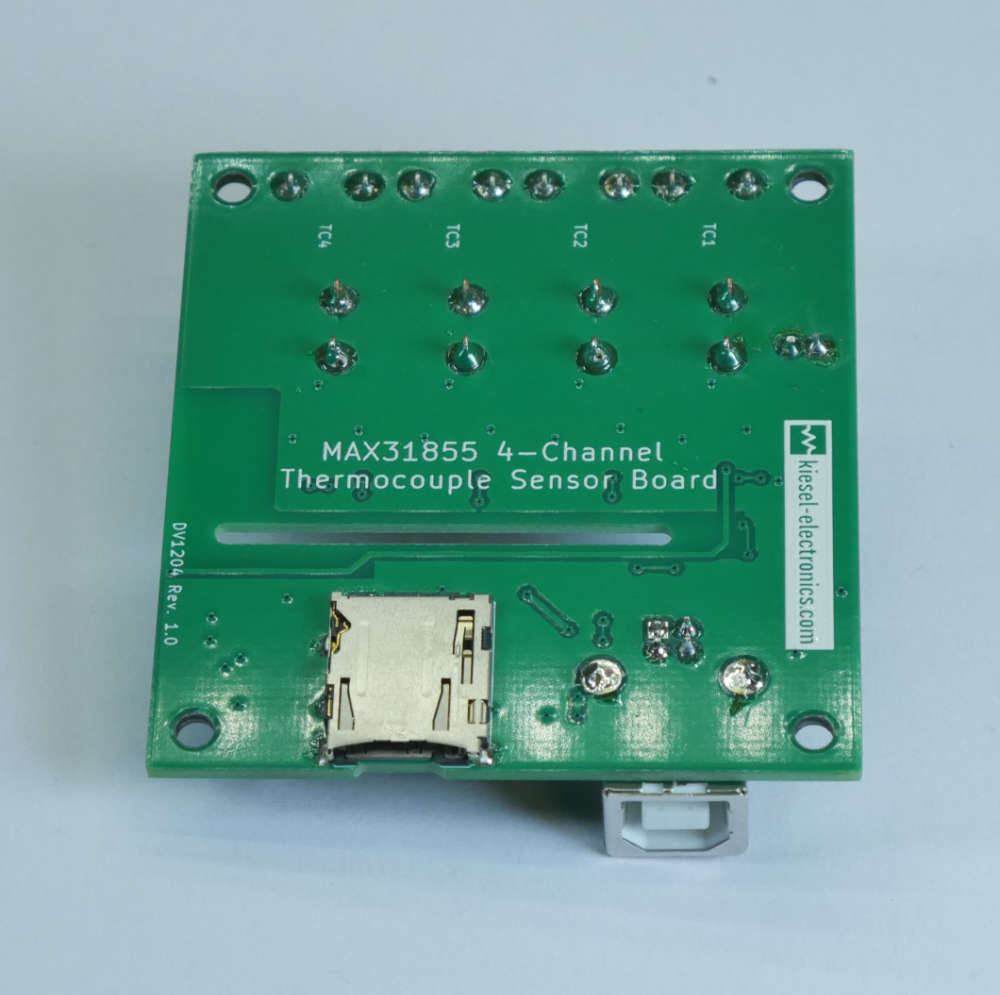 TC4
TC3
TC2
TC1
MAX31855 4-Channel
Thermocouple Sensor Board
kiesel-electronics.com
DV1204 Rev. 1.0